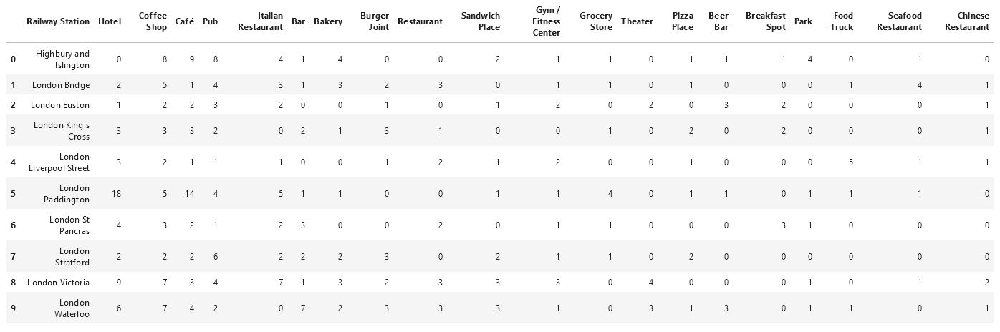 Railway Station Hotel Coffee Shop Café Pub Italian Restaurant Bar Bakery Burger Joint Restaurant Sandwich Place Gym / Fitness Center Grocery Store Theater Pizza Place Beer Bar Breakfast Spot Park Food Truck Seafood Restaurant Chinese Restaurant
0 Highbury and Islington 0 8 9 8 4 1 4 0 0 2 1 1 0 1 1 1 4 0 1 0
1 London Bridge 2 5 1 4 3 1 3 2 3 0 1 1 0 1 0 0 0 1 4 1
2 London Euston 1 2 2 3 2 0 0 1 0 1 2 0 2 0 3 2 0 0 0 1
3 London King's Cross 3 3 3 2 0 2 1 3 1 0 0 1 0 2 0 2 0 0 0 1
4 London Liverpool Street 3 2 1 1 1 0 0 1 2 1 2 0 0 1 0 0 0 5 1 1
5 London Paddington 18 5 14 4 5 1 1 0 0 1 1 4 0 1 1 0 1 1 1 0
6 London St Pancras 4 3 2 1 2 3 0 0 2 0 1 1 0 0 0 3 1 0 0 0
7 London Stratford 2 2 2 6 2 2 2 3 0 2 1 1 0 2 0 0 0 0 0 0
8 London Victoria 9 7 3 4 7 1 3 2 3 3 3 0 4 0 0 0 1 0 1 2
9 London Waterloo 6 7 4 2 0 7 2 3 3 3 1 0 3 1 3 0 1 1 0 1